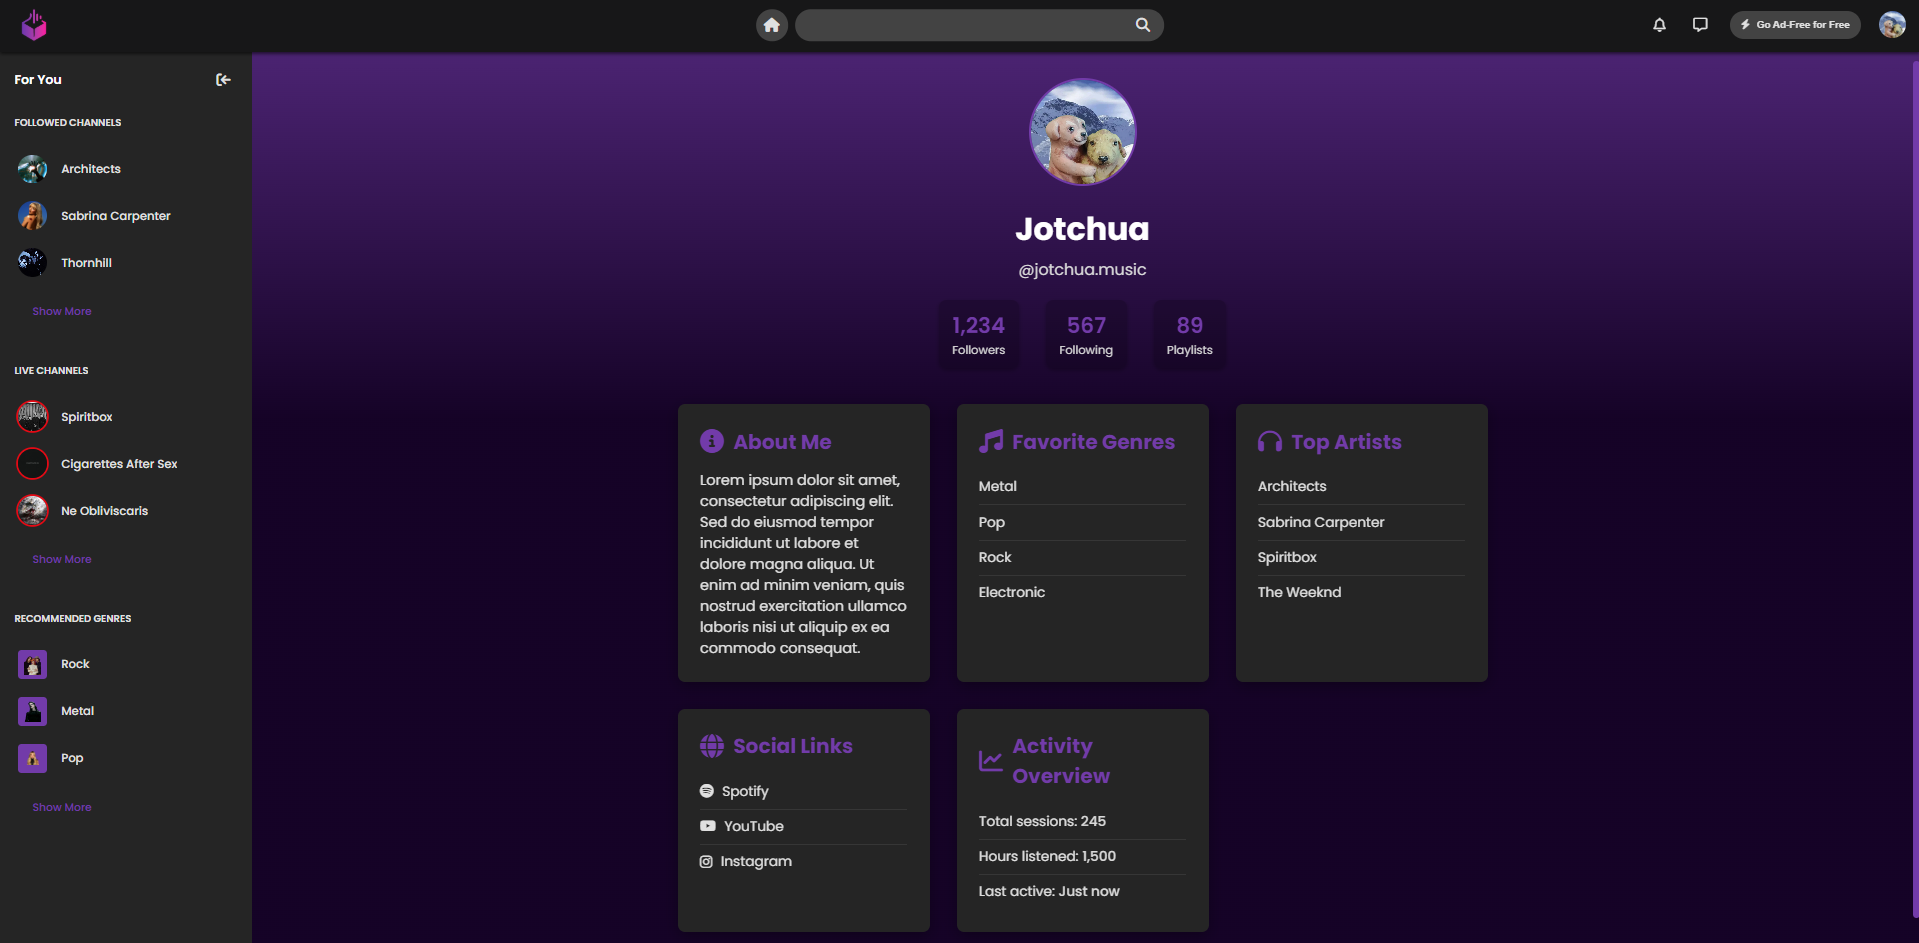 Go Ad-Free for Free
For You
FOLLOWED CHANNELS
Architects
Sabrina Carpenter
Thornhill
Show More
LIVE CHANNELS
Spiritbox
Cigarettes After Sex
Ne Obliviscaris
Show More
RECOMMENDED GENRES
Rock
Metal
Pop
Show More
Jotchua
@jotchua.music
1,234
Followers
567
Following
89
Playlists
About Me
Lorem ipsum dolor sit amet,
consectetur adipiscing elit.
Sed do eiusmod tempor
incididunt ut labore et
dolore magna aliqua. Ut
enim ad minim veniam, quis
nostrud exercitation ullamco
laboris nisi ut aliquip ex ea
commodo consequat.
Favorite Genres
Metal
Pop
Rock
Electronic
Top Artists
Architects
Sabrina Carpenter
Spiritbox
The Weeknd
Social Links
Spotify
YouTube
Instagram
Activity
Overview
Total sessions: 245
Hours listened: 1,500
Last active: Just now